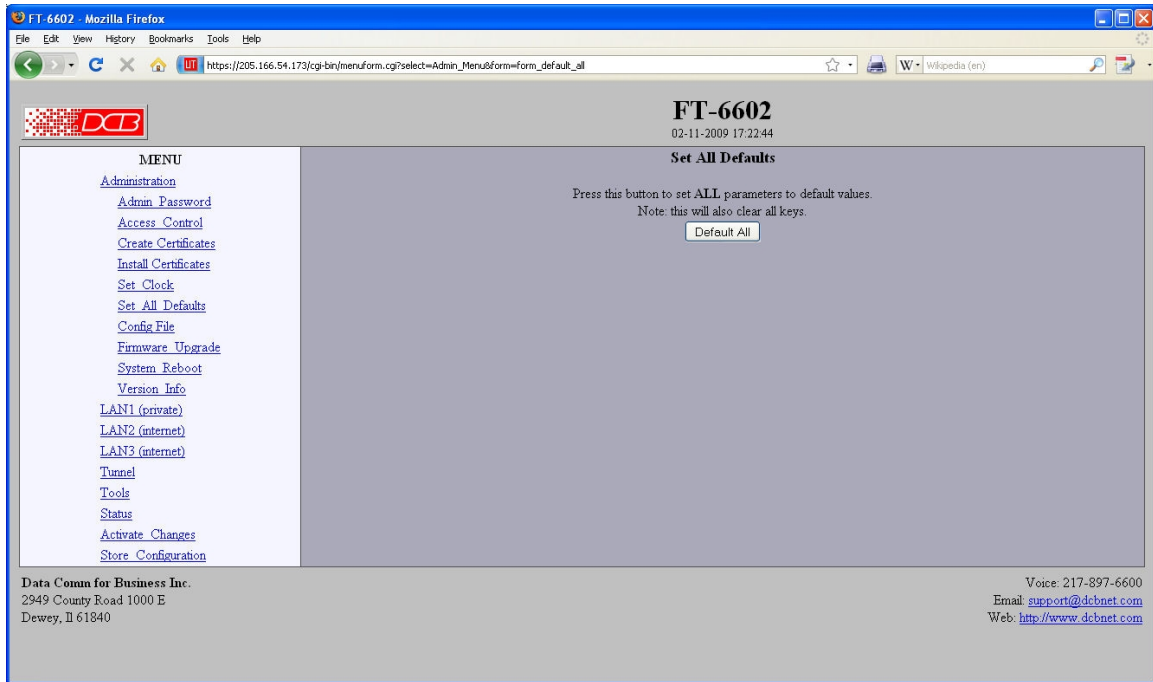 FT-6602 - Mozilla Firefox
File Edit View History Bookmarks Tools Help
https://205.166.54.173/cgi-bin/menuform.cgi?select=Admin_Menu&form=form_default_all
W Wikipedia (en)
DCB
FT-6602
02-11-2009 17:22:44
MENU
Administration
Admin Password
Access Control
Create Certificates
Install Certificates
Set Clock
Set All Defaults
Config File
Firmware Upgrade
System Reboot
Version Info
LAN1 (private)
LAN2 (internet)
LAN3 (internet)
Tunnel
Tools
Status
Activate Changes
Store Configuration
Set All Defaults
Press this button to set ALL parameters to default values.
Note: this will also clear all keys.
Default All
Data Comm for Business Inc.
2949 County Road 1000 E
Dewey, Il 61840
Voice: 217-897-6600
Email: support@dcbnet.com
Web: http://www.dcbnet.com